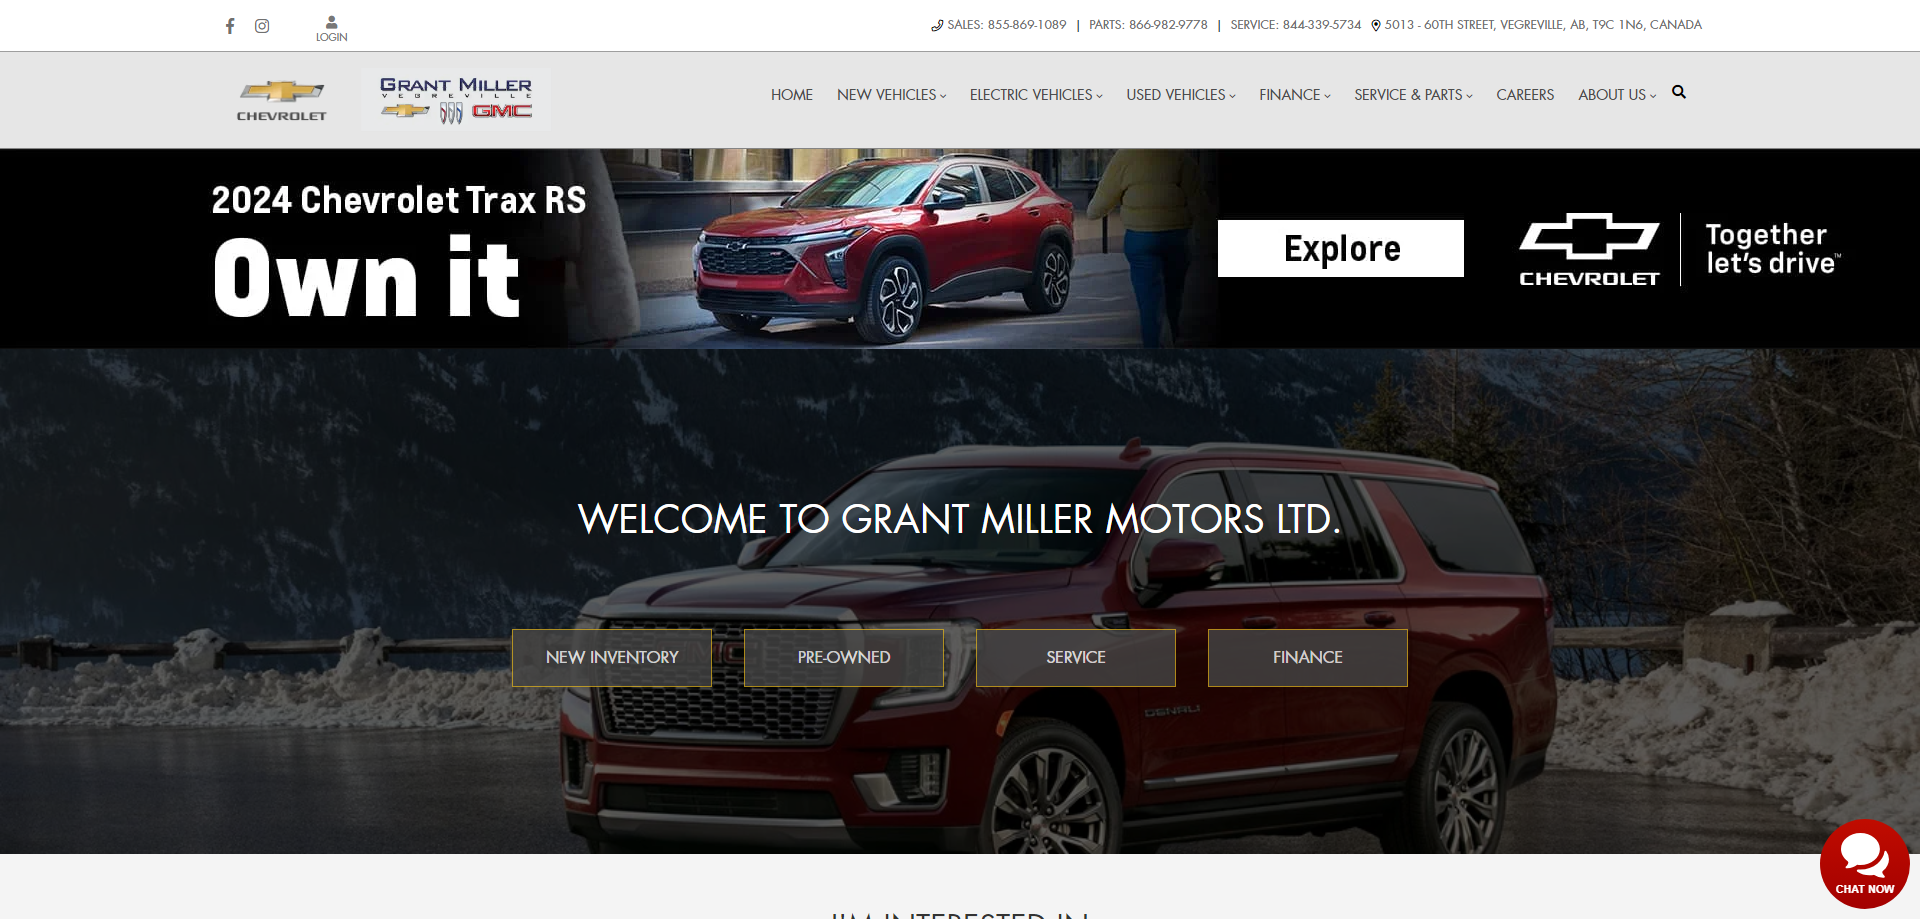 LOGIN
SALES: 855-869-1089 | PARTS: 866-982-9778 | SERVICE: 844-339-5734 5013 - 60TH STREET, VEGREVILLE, AB, T9C 1N6, CANADA
CHEVROLET
GRANT MILLER
VEGREVILLE
GMC
HOME NEW VEHICLES ELECTRIC VEHICLES USED VEHICLES FINANCE SERVICE & PARTS CAREERS ABOUT US
2024 Chevrolet Trax RS
Own it
Explore
CHEVROLET
Together
let's drive™
WELCOME TO GRANT MILLER MOTORS LTD.
NEW INVENTORY PRE-OWNED SERVICE FINANCE
DENALI
CHAT NOW
I'M INTERESTED IN